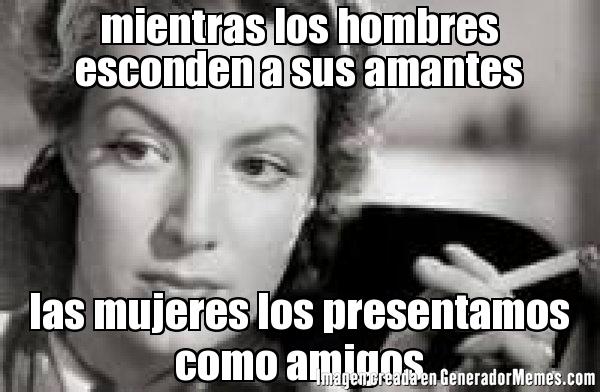 mientras los hombres
esconden a sus amantes
las mujeres los presentamos
como amigos
Imagen creada en GeneradorMemes.com